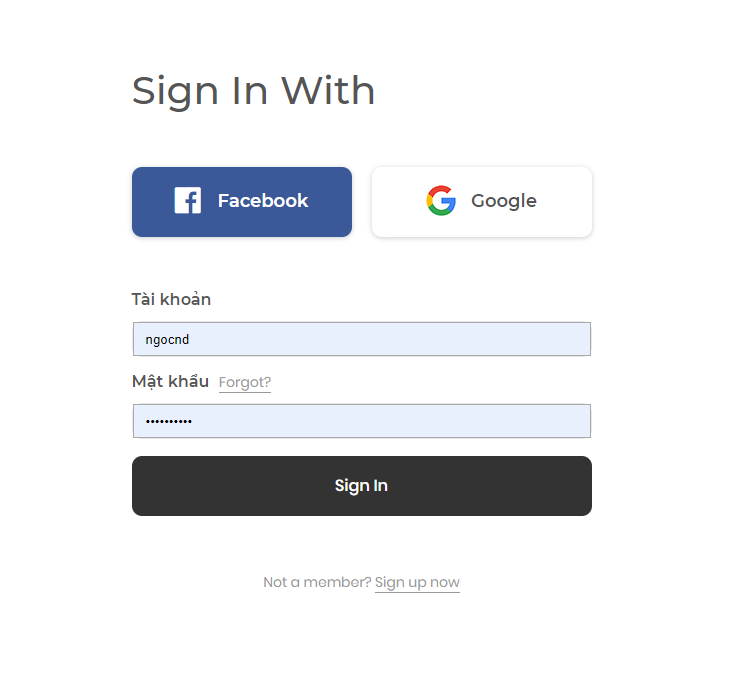 Sign In With
Facebook
Google
Tài khoản
ngocnd
Mật khẩu Forgot?
••••••••••
Sign In
Not a member? Sign up now